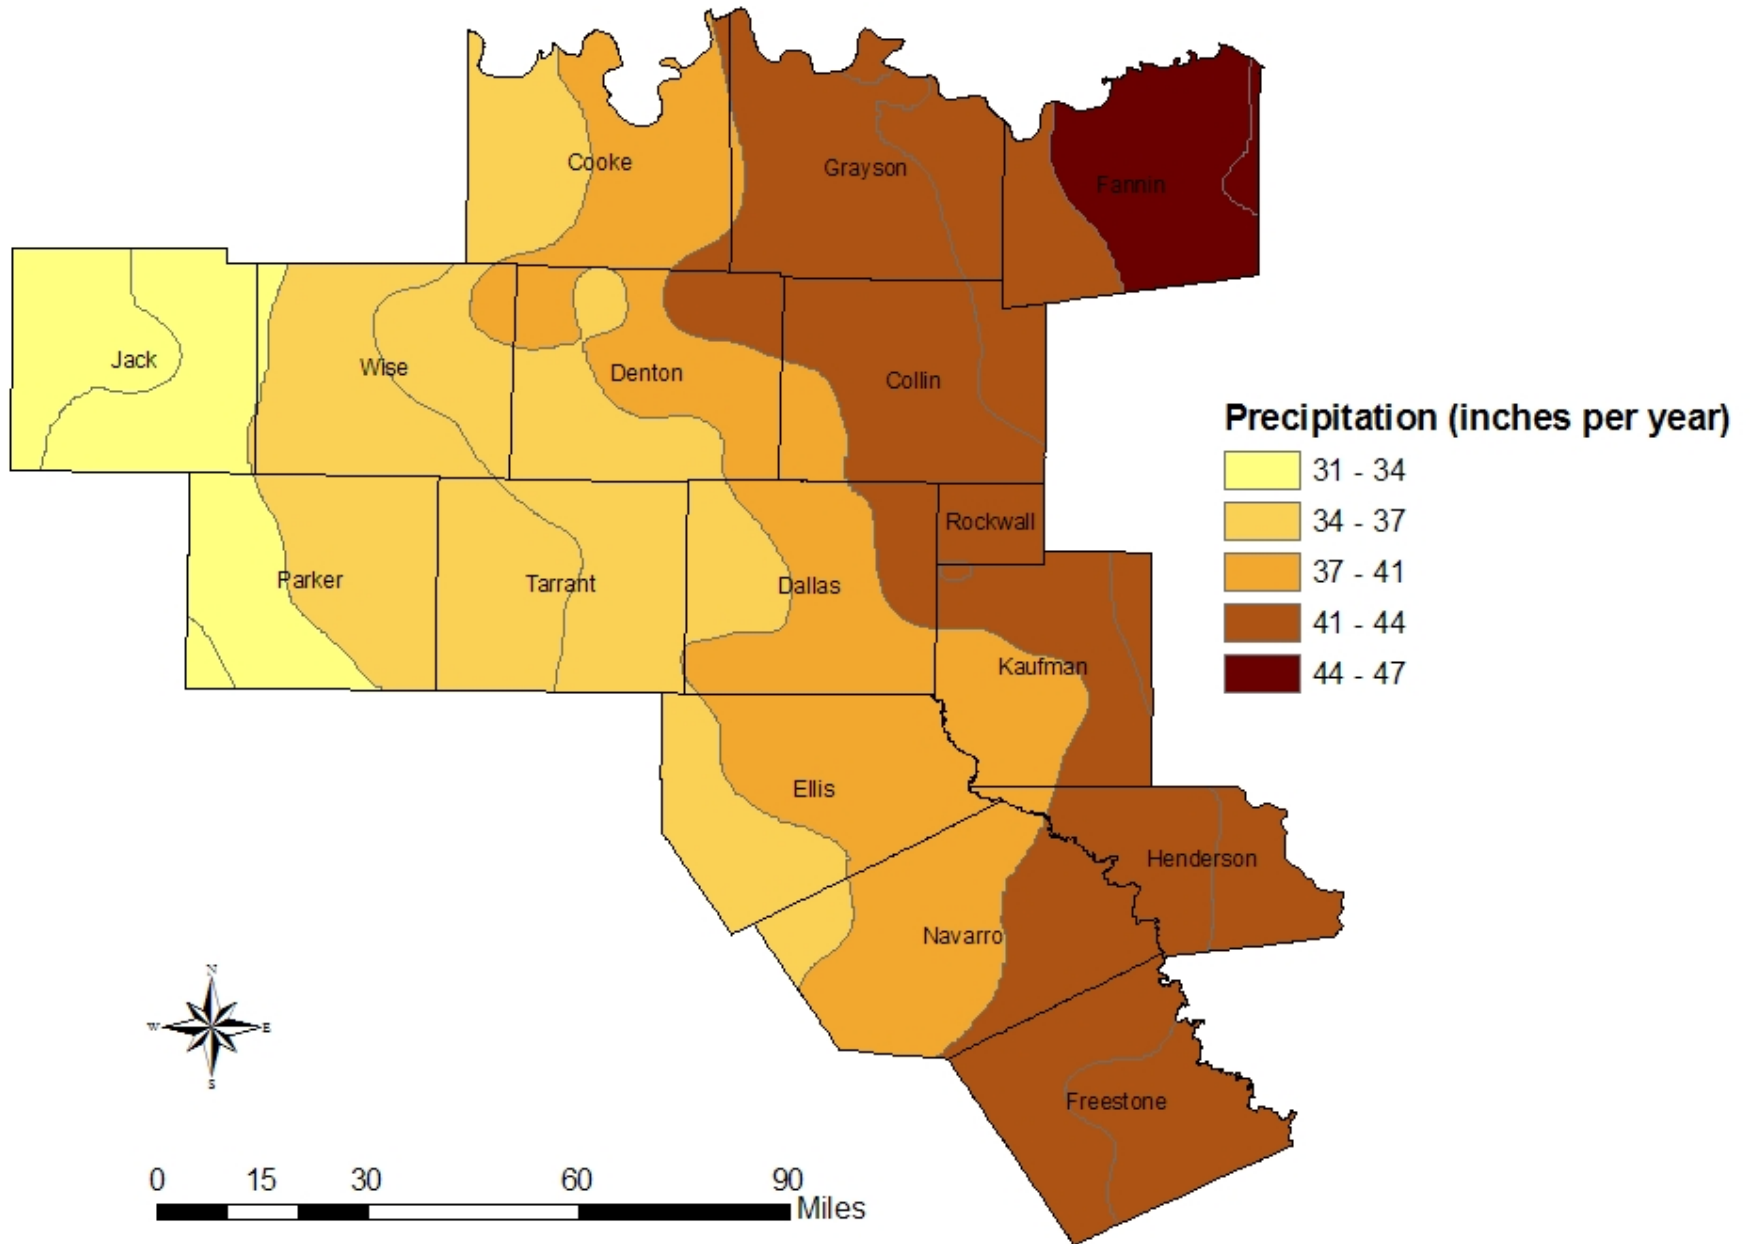 Cooke
Grayson
Fannin
Jack
Wise
Denton
Collin
Precipitation (inches per year)
31 - 34
34 - 37
37 - 41
41 - 44
44 - 47
Rockwall
Parker
Tarrant
Dallas
Kaufman
Ellis
Henderson
Navarro
N
W E
S
Freestone
0 15 30 60 90
Miles